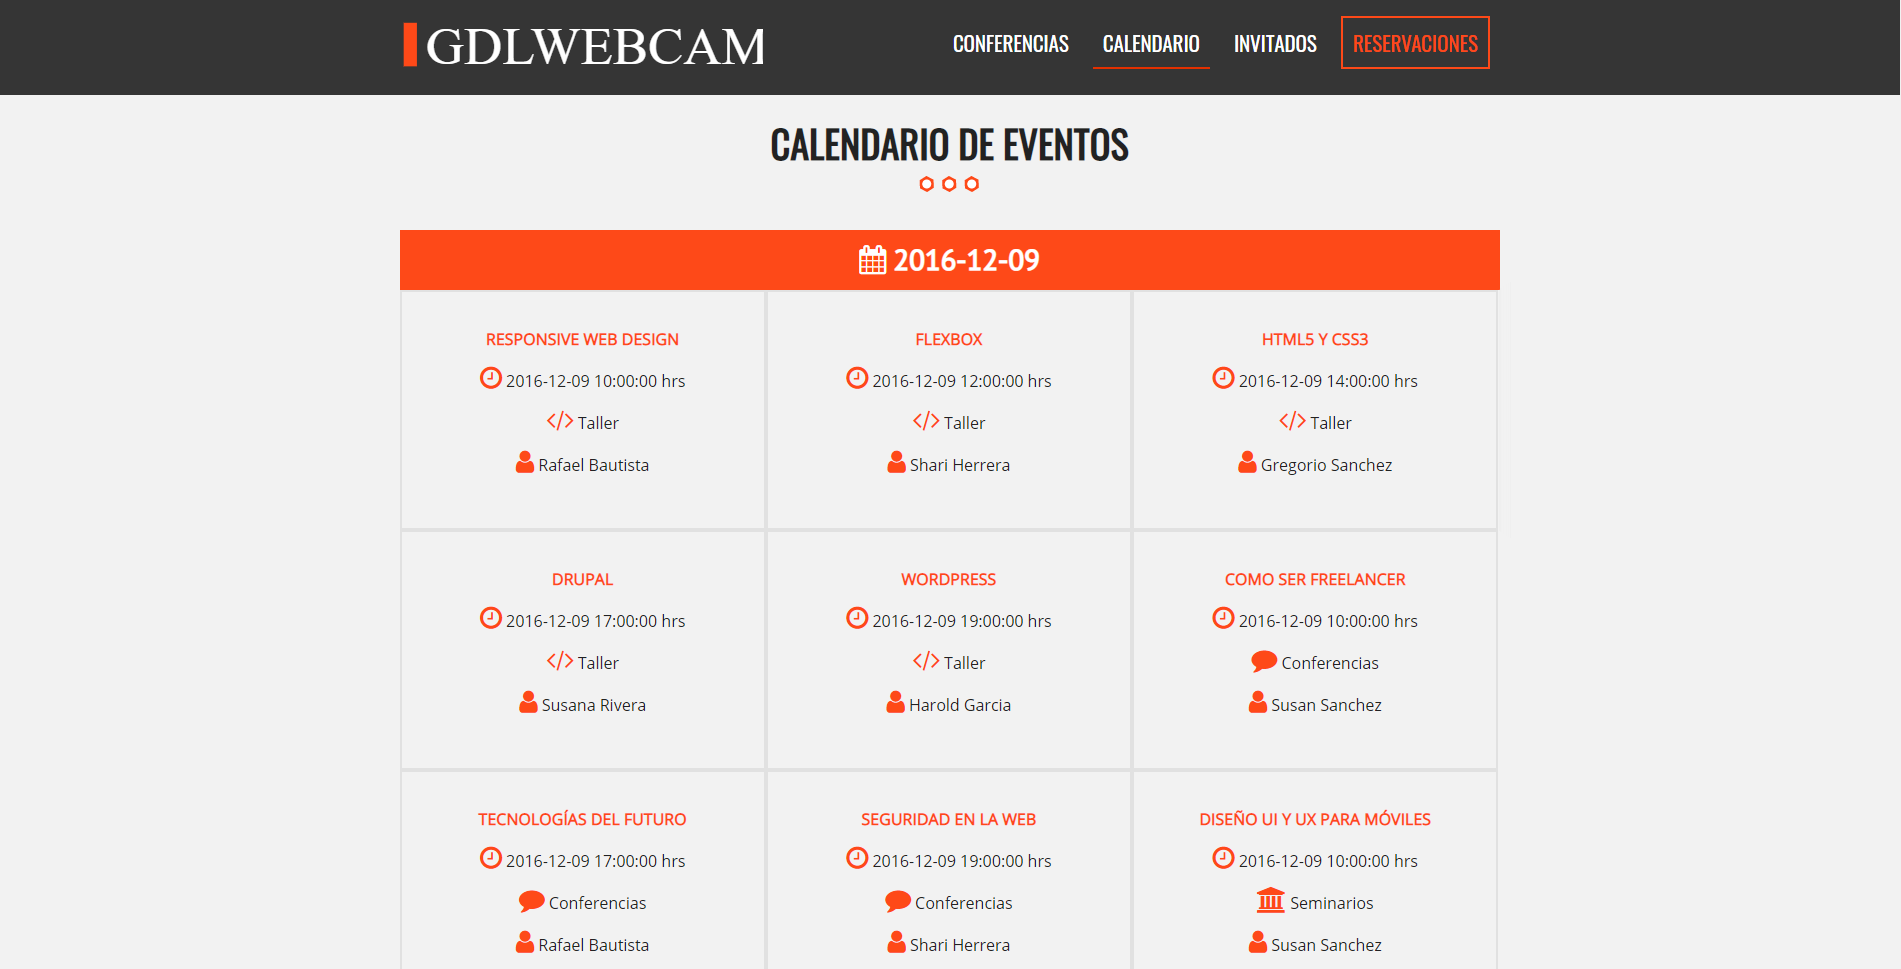 GDLWEBCAM
CONFERENCIAS CALENDARIO INVITADOS RESERVACIONES
CALENDARIO DE EVENTOS
2016-12-09
RESPONSIVE WEB DESIGN
2016-12-09 10:00:00 hrs
Taller
Rafael Bautista
FLEXBOX
2016-12-09 12:00:00 hrs
Taller
Shari Herrera
HTML5 Y CSS3
2016-12-09 14:00:00 hrs
Taller
Gregorio Sanchez
DRUPAL
2016-12-09 17:00:00 hrs
Taller
Susana Rivera
WORDPRESS
2016-12-09 19:00:00 hrs
Taller
Harold Garcia
COMO SER FREELANCER
2016-12-09 10:00:00 hrs
Conferencias
Susan Sanchez
TECNOLOGÍAS DEL FUTURO
2016-12-09 17:00:00 hrs
Conferencias
Rafael Bautista
SEGURIDAD EN LA WEB
2016-12-09 19:00:00 hrs
Conferencias
Shari Herrera
DISEÑO UI Y UX PARA MÓVILES
2016-12-09 10:00:00 hrs
Seminarios
Susan Sanchez